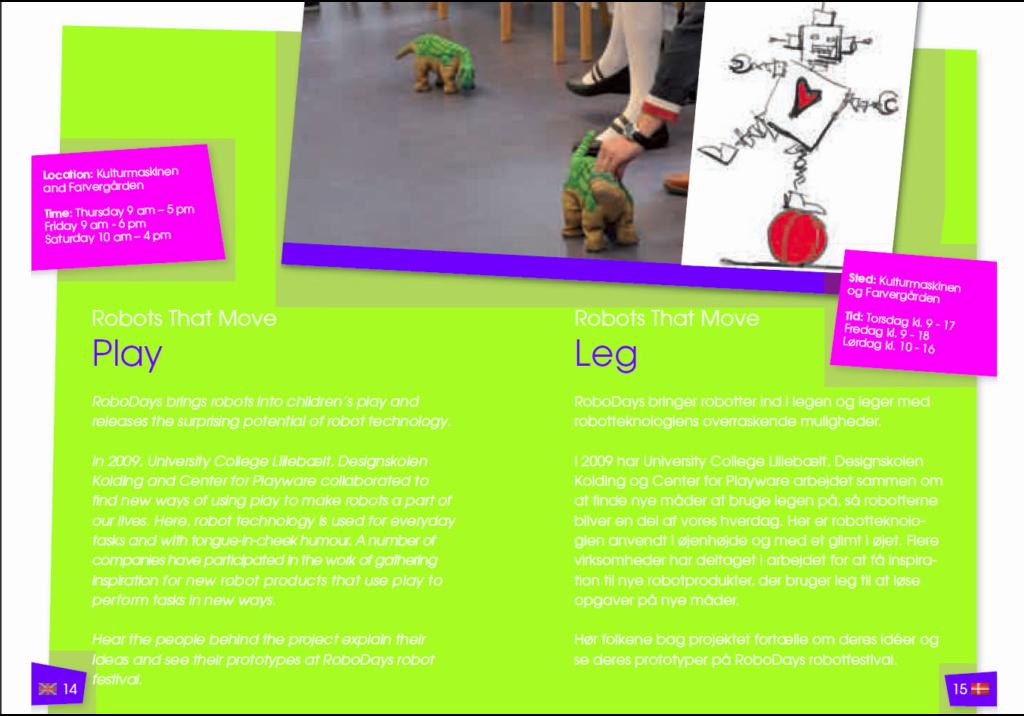 Location: Kulturmaskinen
and Farvergården
Time: Thursday 9 am – 5 pm
Friday 9 am - 6 pm
Saturday 10 am – 4 pm
Robots That Move
Play
RoboDays brings robots into children's play and
releases the surprising potential of robot technology.
In 2009, University College Lillebælt, Designskolen
Kolding and Center for Playware collaborated to
find new ways of using play to make robots a part of
our lives. Here, robot technology is used for everyday
tasks and with tongue-in-cheek humour. A number of
companies have participated in the work of gathering
inspiration for new robot products that use play to
perform tasks in new ways.
Hear the people behind the project explain their
ideas and see their prototypes at RoboDays robot
festival.
14
Sted: Kulturmaskinen
og Farvergården
Tid: Torsdag kl. 9 - 17
Fredag kl. 9 - 18
Lørdag kl. 10 - 16
Robots That Move
Leg
RoboDays bringer robotter ind i legen og leger med
robotteknologiens overraskende muligheder.
I 2009 har University College Lillebælt, Designskolen
Kolding og Center for Playware arbejdet sammen om
at finde nye måder at bruge legen på, så robotterne
bliver en del af vores hverdag. Her er robotteknolo-
gien anvendt i øjenhøjde og med et glimt i øjet. Flere
virksomheder har deltaget i arbejdet for at få inspira-
tion til nye robotprodukter, der bruger leg til at løse
opgaver på nye måder.
Hør folkene bag projektet fortælle om deres idéer og
se deres prototyper på RoboDays robotfestival.
15